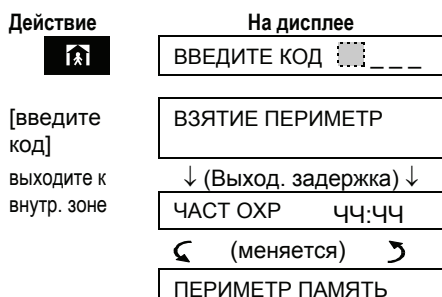 Действие На дисплее
ВВЕДИТЕ КОД _ _ _
[введите
код]
ВЗЯТИЕ ПЕРИМЕТР
выходите к
внутр. зоне
↓ (Выход. задержка) ↓
ЧАСТ ОХР ЧЧ:ЧЧ
(меняется)
ПЕРИМЕТР ПАМЯТЬ